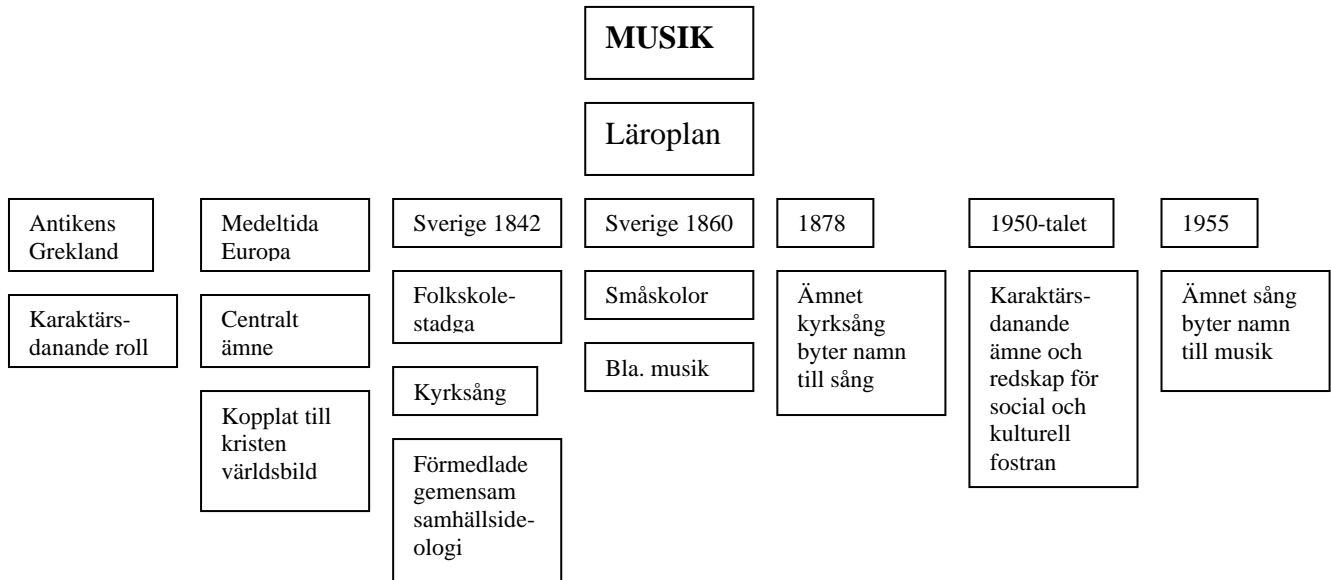 MUSIK
Läroplan
Antikens
Grekland
Karaktärs-
danande roll
Medeltida
Europa
Centralt
ämne
Kopplat till
kristen
världsbild
Sverige 1842
Folkskole-
stadga
Kyrksång
Förmedlade
gemensam
samhällside-
ologi
Sverige 1860
Småskolor
Bla. musik
1878
Ämnet
kyrksång
byter namn
till sång
1950-talet
Karaktärs-
danande
ämne och
redskap för
social och
kulturell
fostran
1955
Ämnet sång
byter namn
till musik